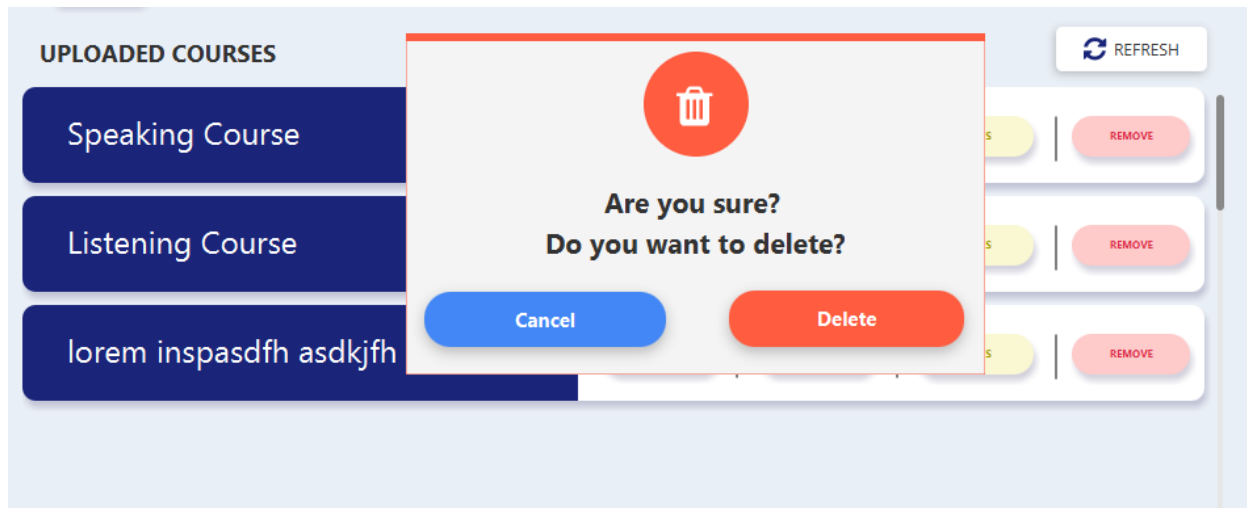 UPLOADED COURSES
REFRESH
Speaking Course
S
REMOVE
Are you sure?
Do you want to delete?
Listening Course
S
REMOVE
Cancel
Delete
lorem inspasdfh asdkjfh
S
REMOVE